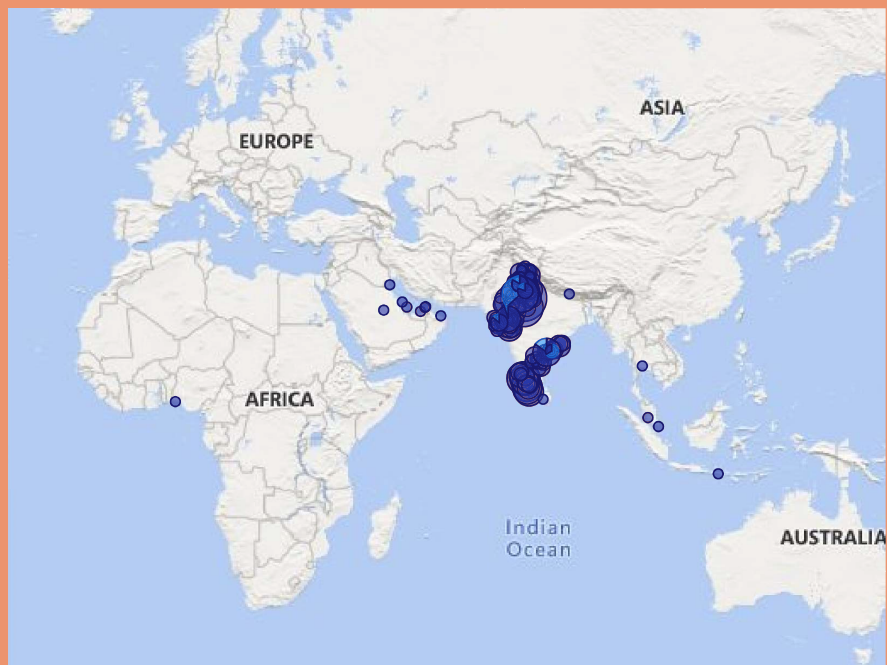 ASIA
EUROPE
AFRICA
Indian
Ocean
AUSTRALIA